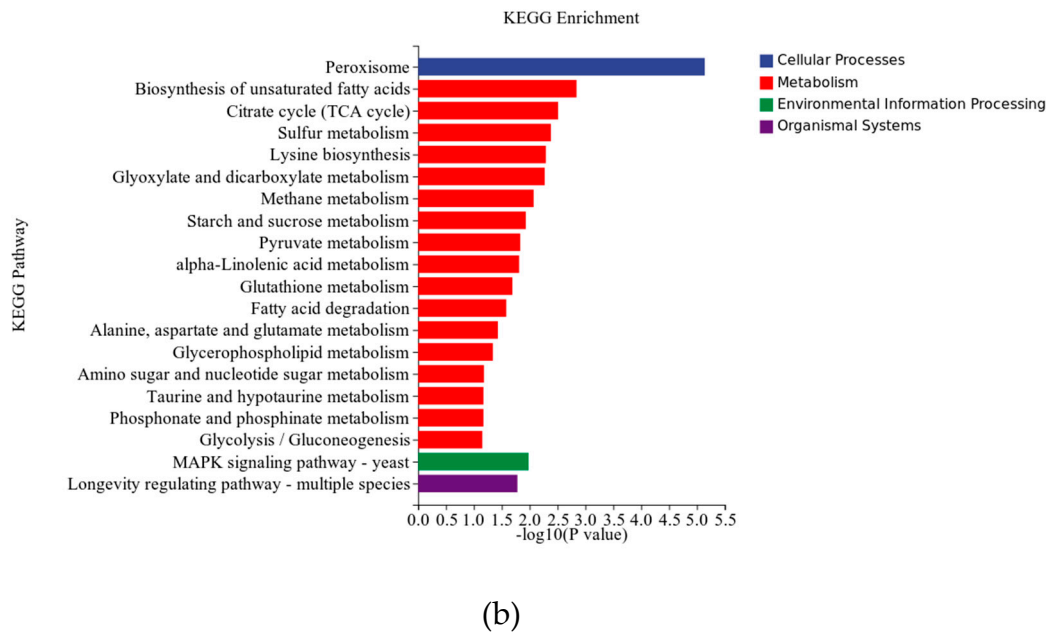 KEGG Enrichment
Peroxisome
Biosynthesis of unsaturated fatty acids
Citrate cycle (TCA cycle)
Sulfur metabolism
Lysine biosynthesis
Glyoxylate and dicarboxylate metabolism
Methane metabolism
Starch and sucrose metabolism
Pyruvate metabolism
alpha-Linolenic acid metabolism
Glutathione metabolism
Fatty acid degradation
Alanine, aspartate and glutamate metabolism
Glycerophospholipid metabolism
Amino sugar and nucleotide sugar metabolism
Taurine and hypotaurine metabolism
Phosphonate and phosphinate metabolism
Glycolysis / Gluconeogenesis
MAPK signaling pathway - yeast
Longevity regulating pathway - multiple species
KEGG Pathway
0.0 0.5 1.0 1.5 2.0 2.5 3.0 3.5 4.0 4.5 5.0 5.5
-log10(P value)
Cellular Processes
Metabolism
Environmental Information Processing
Organismal Systems
(b)